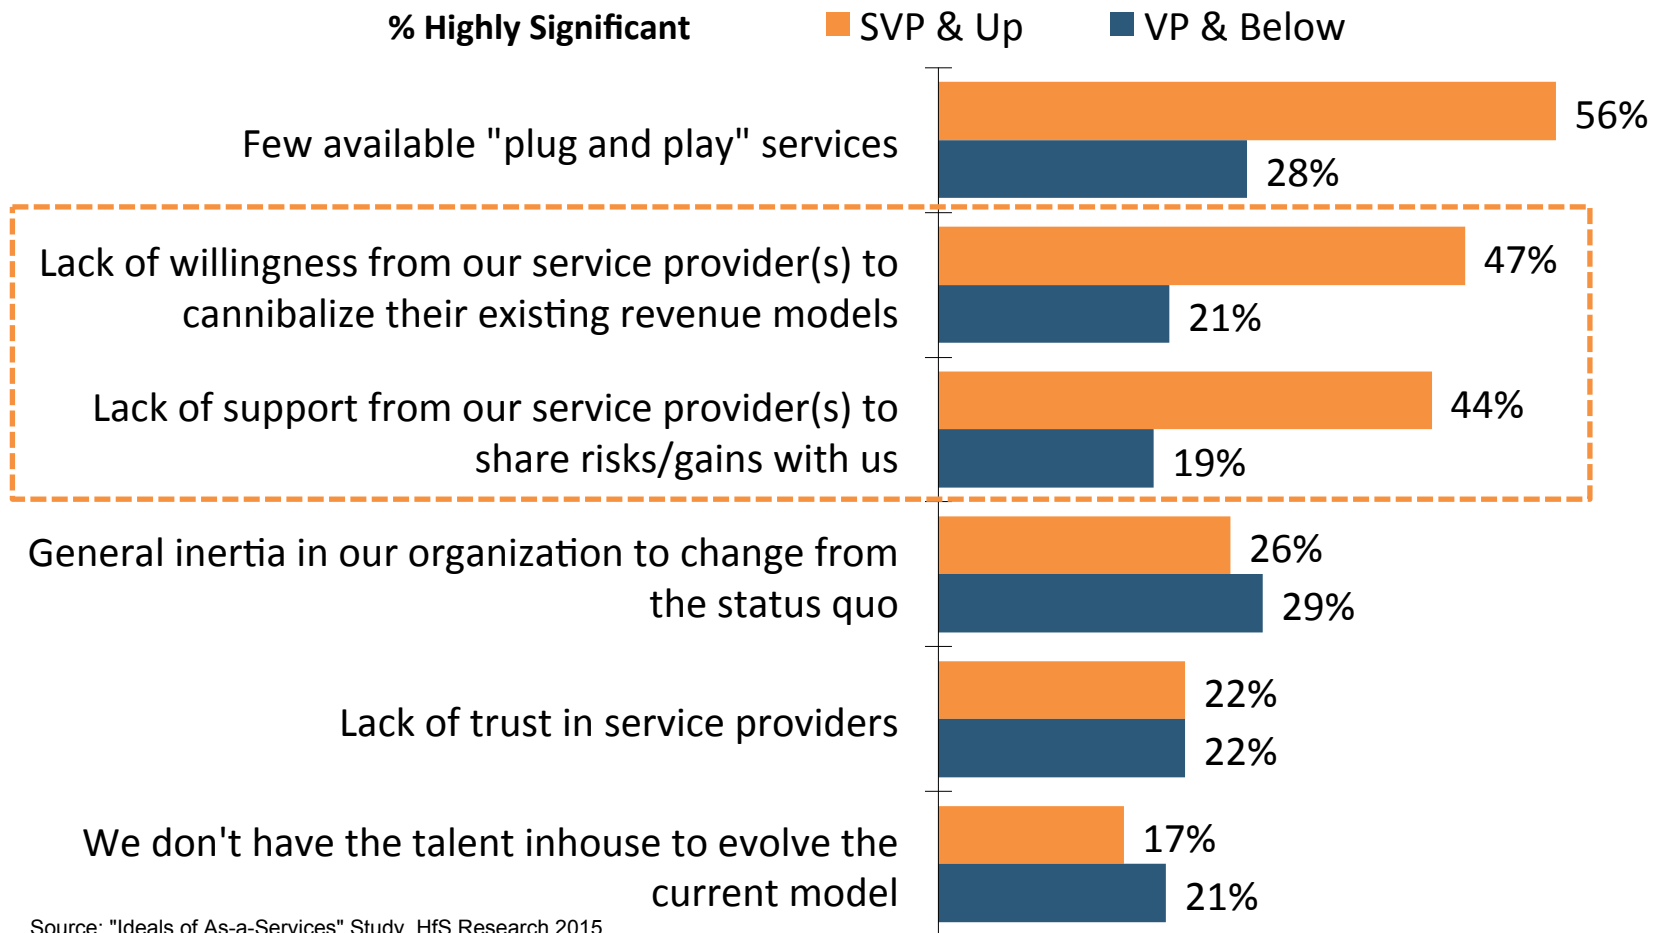 % Highly Significant
SVP & Up
VP & Below
Few available "plug and play" services
56%
28%
Lack of willingness from our service provider(s) to
cannibalize their existing revenue models
47%
21%
Lack of support from our service provider(s) to
share risks/gains with us
44%
19%
General inertia in our organization to change from
the status quo
26%
29%
Lack of trust in service providers
22%
22%
We don't have the talent inhouse to evolve the
current model
17%
21%
Source: "Ideals of As-a-Services" Study, HfS Research 2015